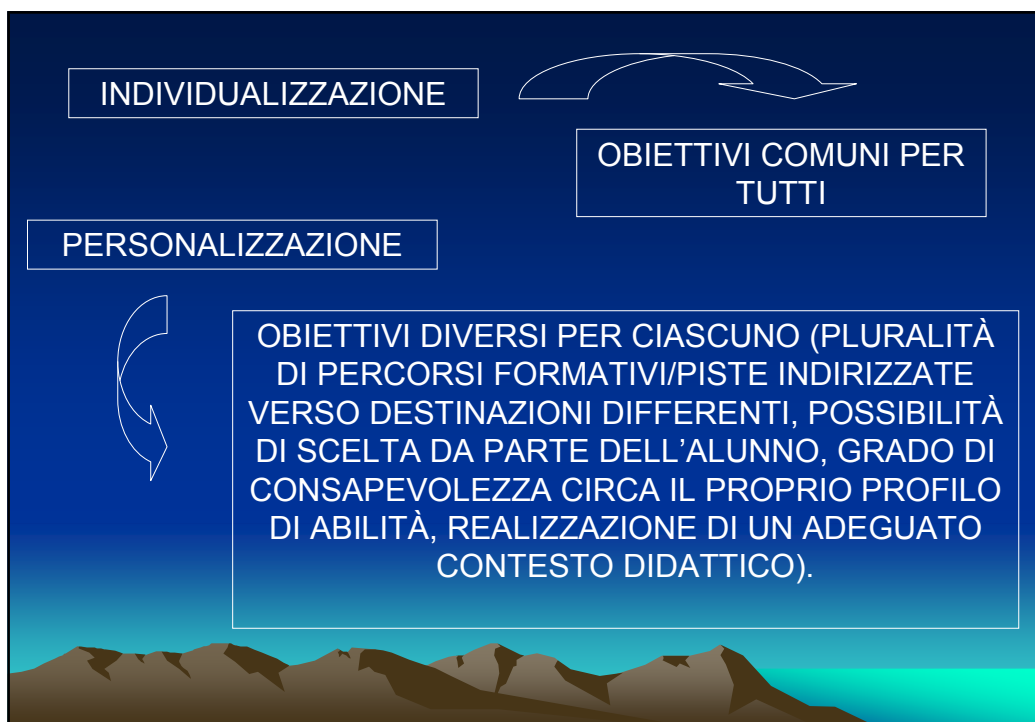 INDIVIDUALIZZAZIONE
OBIETTIVI COMUNI PER
TUTTI
PERSONALIZZAZIONE
OBIETTIVI DIVERSI PER CIASCUNO (PLURALITÀ
DI PERCORSI FORMATIVI/PISTE INDIRIZZATE
VERSO DESTINAZIONI DIFFERENTI, POSSIBILITÀ
DI SCELTA DA PARTE DELL’ALUNNO, GRADO DI
CONSAPEVOLEZZA CIRCA IL PROPRIO PROFILO
DI ABILITÀ, REALIZZAZIONE DI UN ADEGUATO
CONTESTO DIDATTICO).